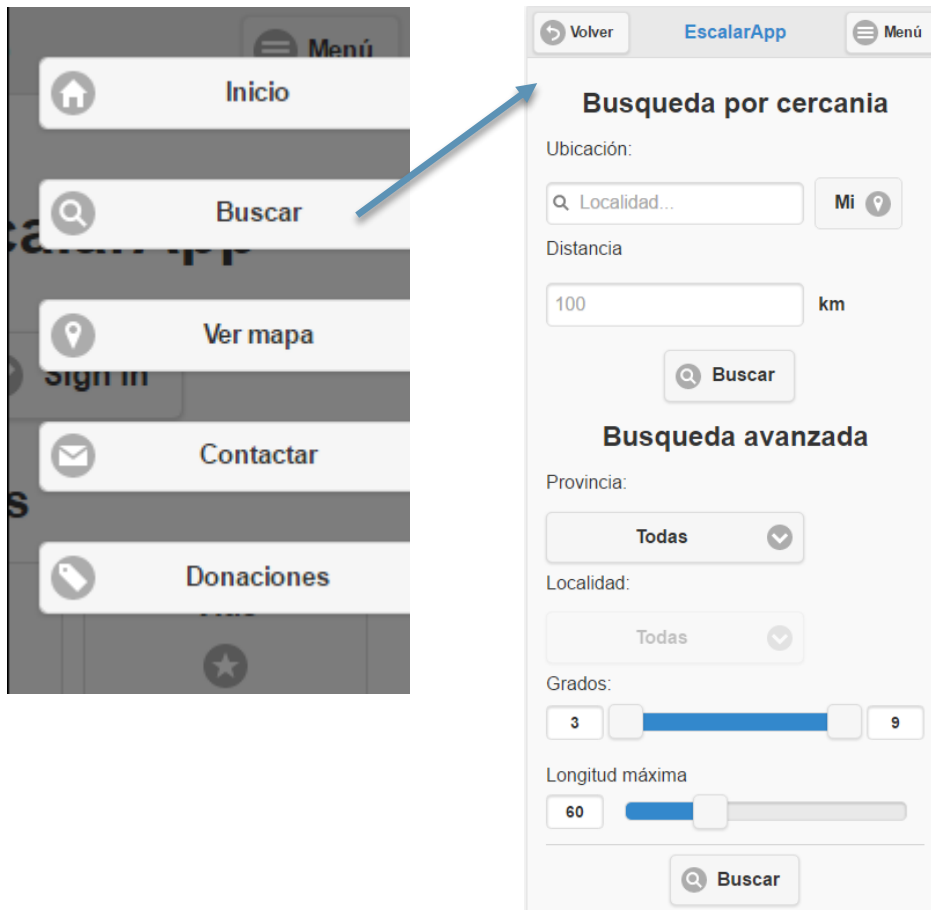 Menú
Inicio
Buscar
Ver mapa
Sign in
Contactar
Donaciones
Volver
EscalarApp
Menú
Busqueda por cercania
Ubicación:
Localidad...
Mi
Distancia
100
km
Buscar
Busqueda avanzada
Provincia:
Todas
Localidad:
Todas
Grados:
3
9
Longitud máxima
60
Buscar